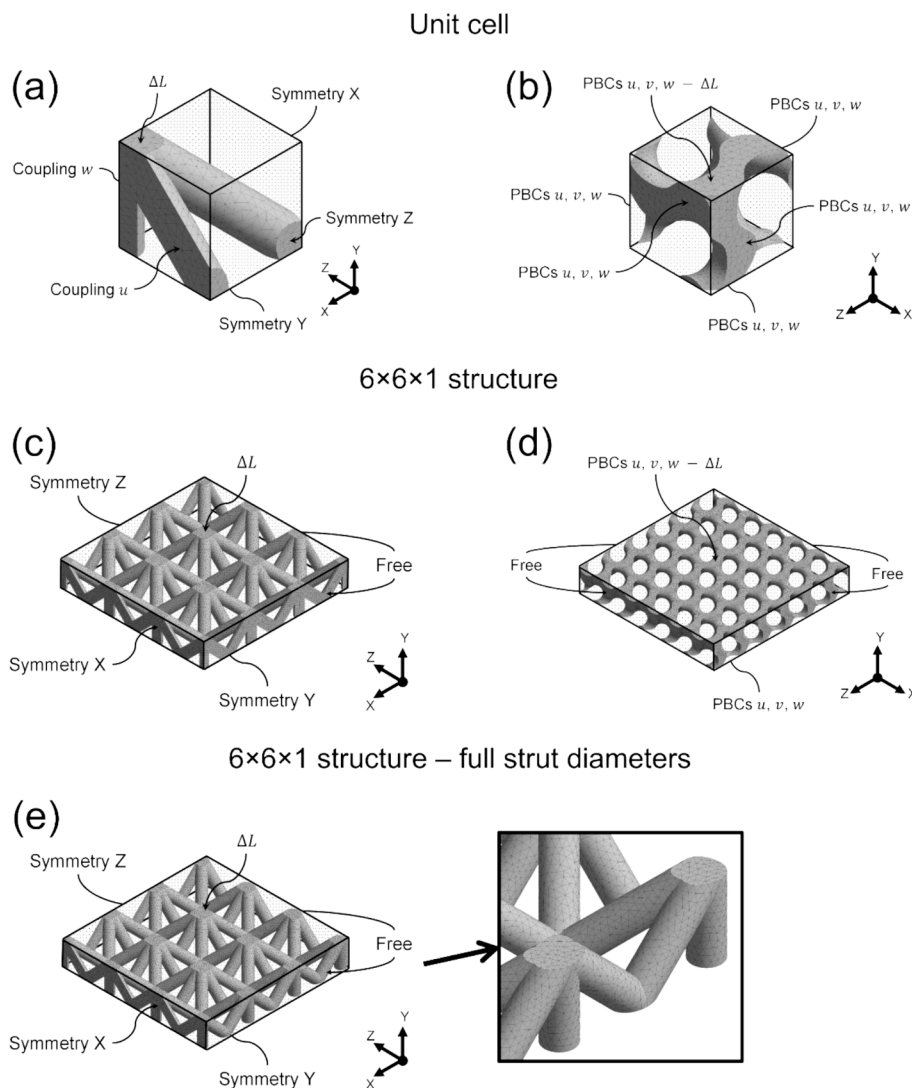 Unit cell
(a)
ΔL
Symmetry X
Coupling w
Symmetry Z
Coupling u
Symmetry Y
Y
Z
X
(b)
PBCs u, v, w − ΔL
PBCs u, v, w
PBCs u, v, w
PBCs u, v, w
PBCs u, v, w
PBCs u, v, w
Y
Z
X
6×6×1 structure
(c)
ΔL
Symmetry Z
Free
Symmetry X
Symmetry Y
Y
Z
X
(d)
PBCs u, v, w − ΔL
Free
Free
PBCs u, v, w
Y
Z
X
6×6×1 structure – full strut diameters
(e)
ΔL
Symmetry Z
Free
Symmetry X
Symmetry Y
Y
Z
X